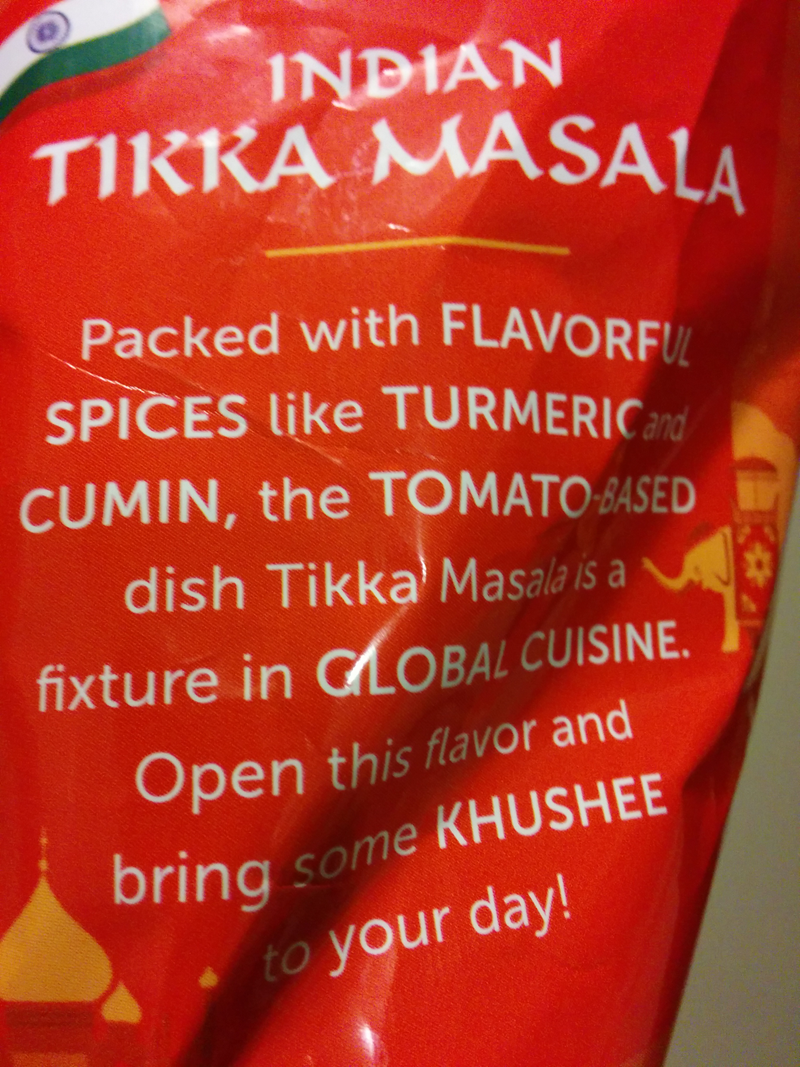 INDIAN
TIKKA MASALA
Packed with FLAVORFUL
SPICES like TURMERIC and
CUMIN, the TOMATO-BASED
dish Tikka Masala is a
fixture in GLOBAL CUISINE.
Open this flavor and
bring some KHUSHEE
to your day!